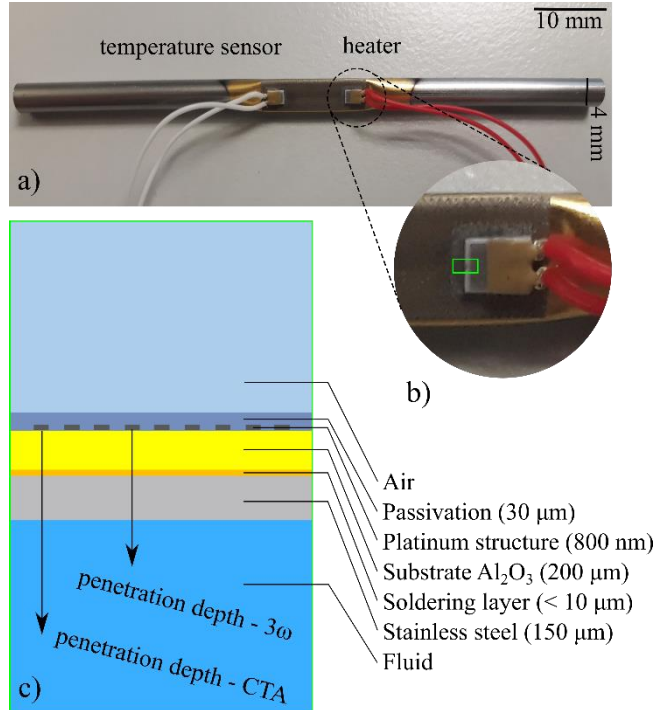 10 mm
temperature sensor
heater
4 mm
a)
b)
Air
Passivation (30 μm)
Platinum structure (800 nm)
Substrate Al₂O₃ (200 μm)
Soldering layer (< 10 μm)
Stainless steel (150 μm)
Fluid
penetration depth - 3ω
penetration depth - CTA
c)